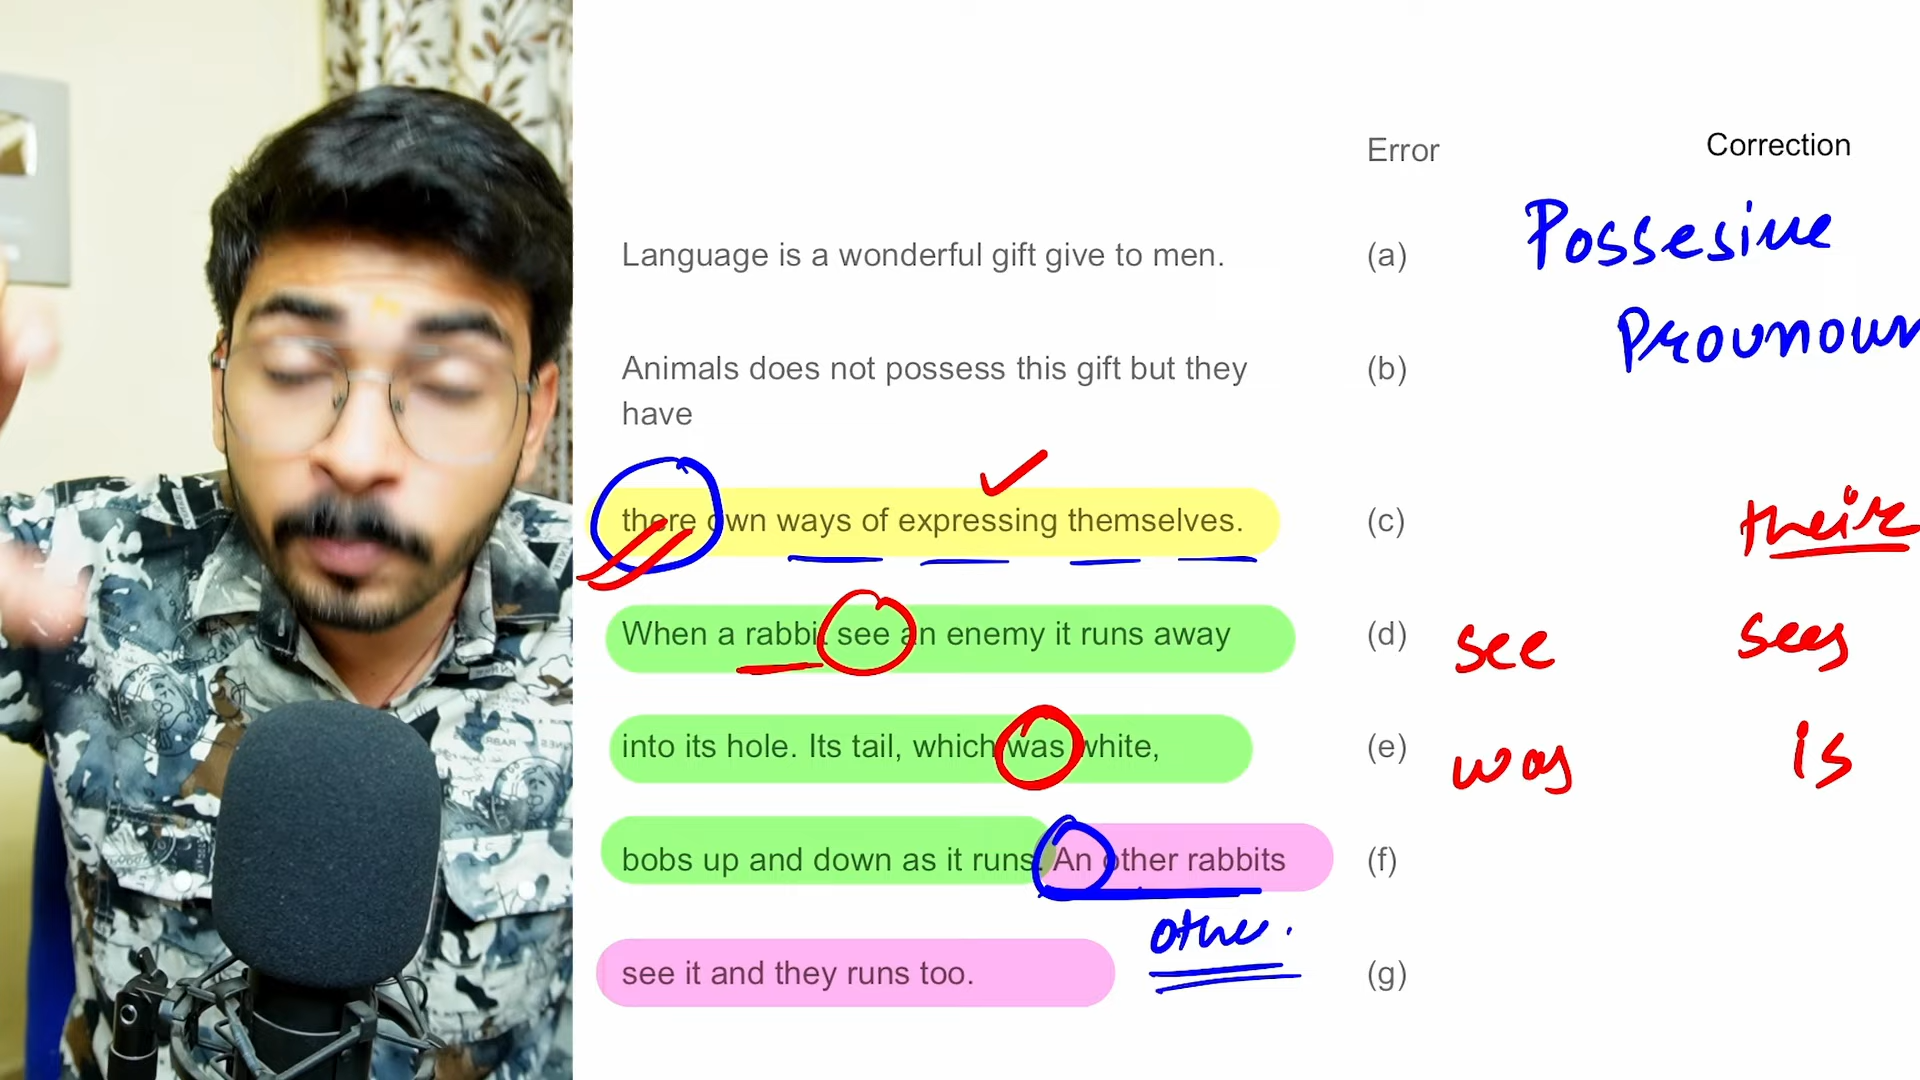 Error Correction
Possesive
Language is a wonderful gift give to men. (a)
Prounoun
Animals does not possess this gift but they (b)
have
there own ways of expressing themselves. (c) their
When a rabbit see an enemy it runs away (d) see sees
into its hole. Its tail, which was white, (e) was is
bobs up and down as it runs. An other rabbits (f)
other.
see it and they runs too. (g)